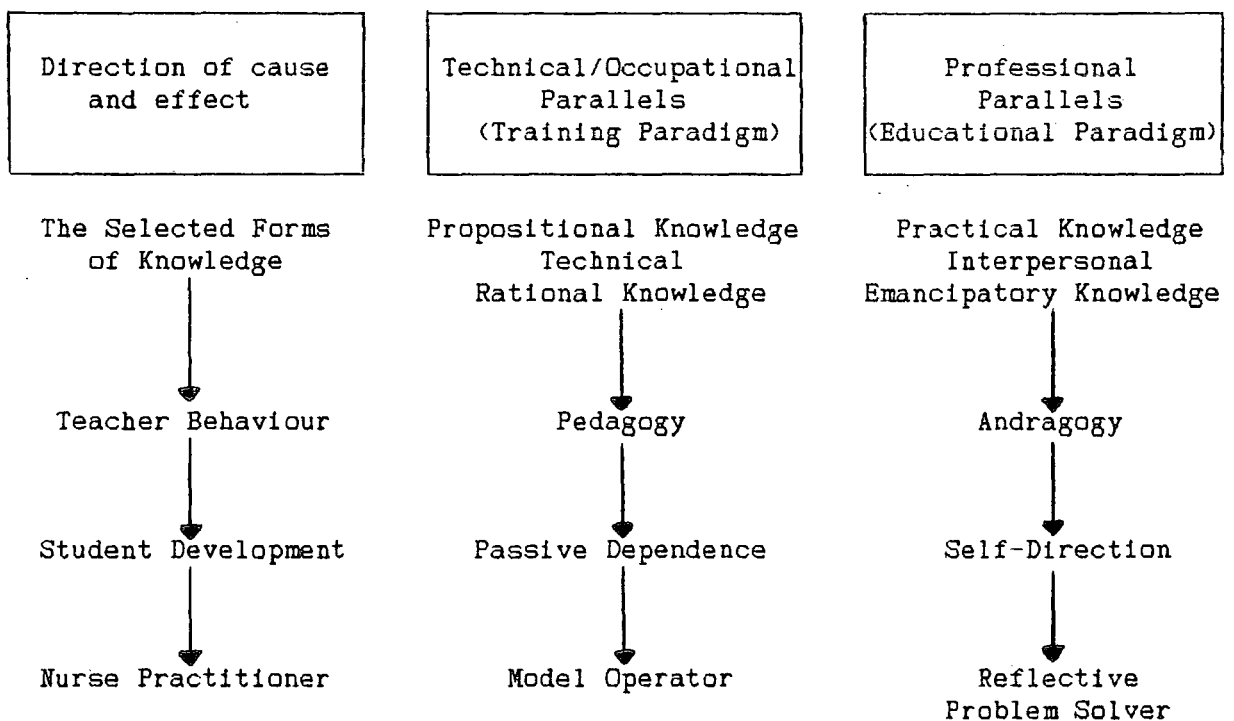 Direction of cause
and effect
Technical/Occupational
Parallels
(Training Paradigm)
Professional
Parallels
(Educational Paradigm)
The Selected Forms
of Knowledge
Propositional Knowledge
Technical
Rational Knowledge
Practical Knowledge
Interpersonal
Emancipatory Knowledge
Teacher Behaviour
Pedagogy
Andragogy
Student Development
Passive Dependence
Self-Direction
Nurse Practitioner
Model Operator
Reflective
Problem Solver